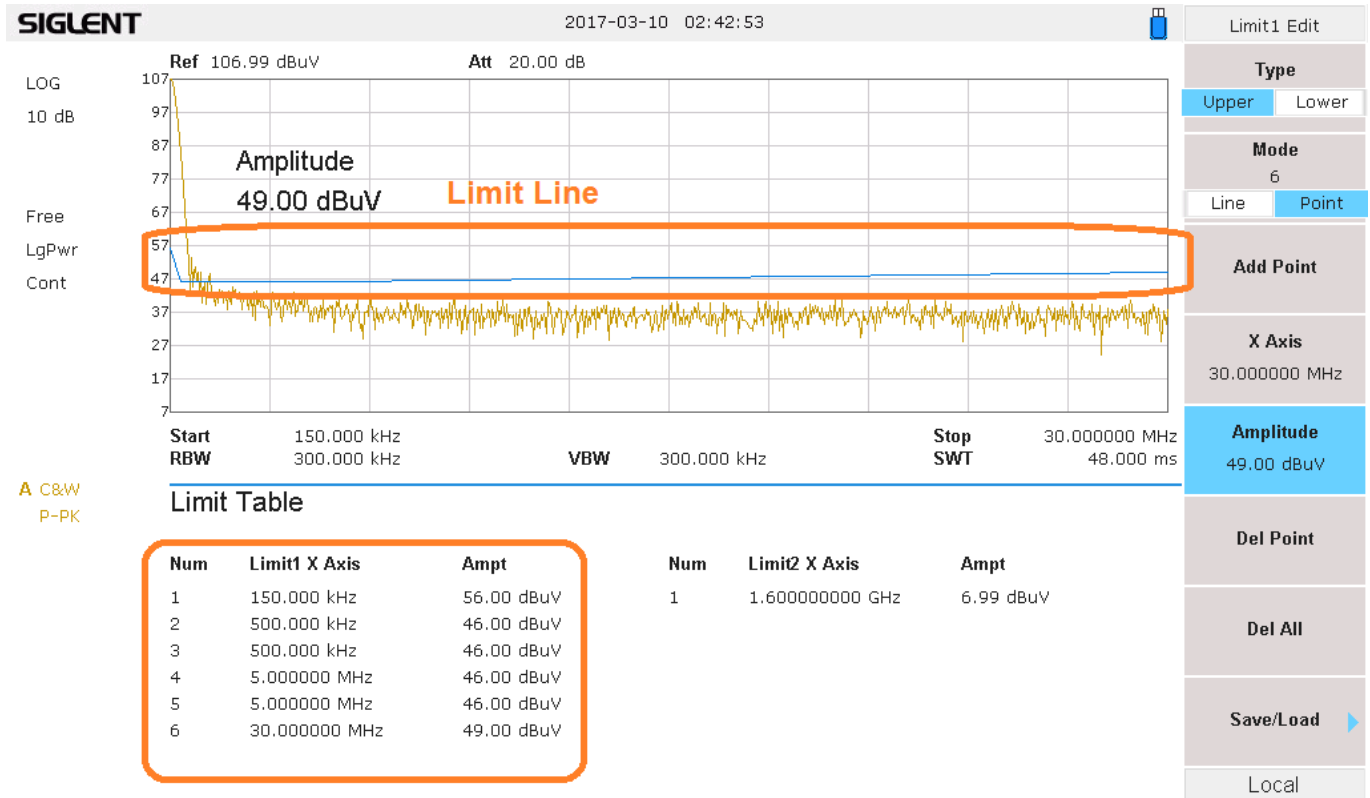 SIGLENT 2017-03-10 02:42:53 Limit1 Edit
Ref 106.99 dBuV Att 20.00 dB
LOG
10 dB
Free
LgPwr
Cont
107
97
87
77
67
57
47
37
27
17
7
Amplitude
49.00 dBuV
Limit Line
Start 150.000 kHz Stop 30.000000 MHz
RBW 300.000 kHz VBW 300.000 kHz SWT 48.000 ms
A C&W
P-PK
Limit Table
Num Limit1 X Axis Ampt
1 150.000 kHz 56.00 dBuV
2 500.000 kHz 46.00 dBuV
3 500.000 kHz 46.00 dBuV
4 5.000000 MHz 46.00 dBuV
5 5.000000 MHz 46.00 dBuV
6 30.000000 MHz 49.00 dBuV
Num Limit2 X Axis Ampt
1 1.600000000 GHz 6.99 dBuV
Type
Upper Lower
Mode
6
Line Point
Add Point
X Axis
30.000000 MHz
Amplitude
49.00 dBuV
Del Point
Del All
Save/Load
Local